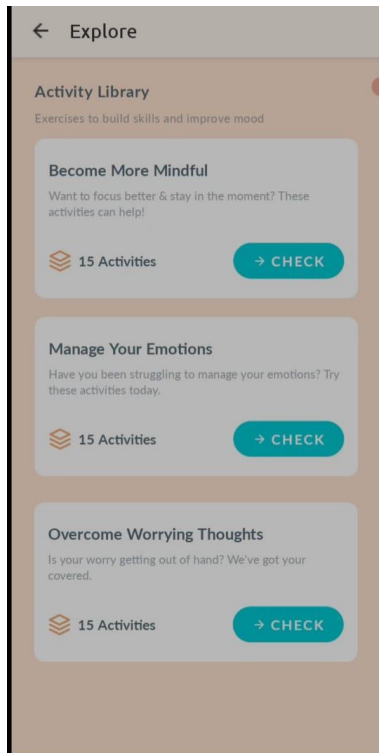 Explore
Activity Library
Exercises to build skills and improve mood
Become More Mindful
Want to focus better & stay in the moment? These
activities can help!
15 Activities
→ CHECK
Manage Your Emotions
Have you been struggling to manage your emotions? Try
these activities today.
15 Activities
→ CHECK
Overcome Worrying Thoughts
Is your worry getting out of hand? We've got your
covered.
15 Activities
→ CHECK